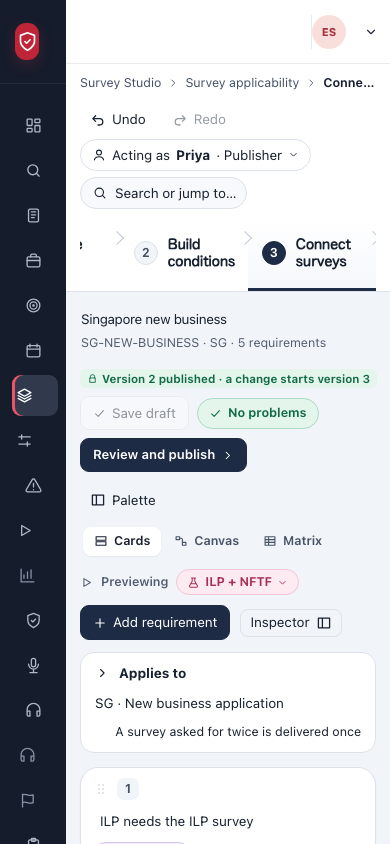 ES
Survey Studio > Survey applicability > Conne...
Undo Redo
Acting as Priya · Publisher
Search or jump to...
e
2 Build conditions
3 Connect surveys
Singapore new business
SG-NEW-BUSINESS · SG · 5 requirements
Version 2 published · a change starts version 3
Save draft No problems
Review and publish
Palette
Cards Canvas Matrix
Previewing ILP + NFTF
+ Add requirement Inspector
Applies to
SG · New business application
A survey asked for twice is delivered once
1
ILP needs the ILP survey